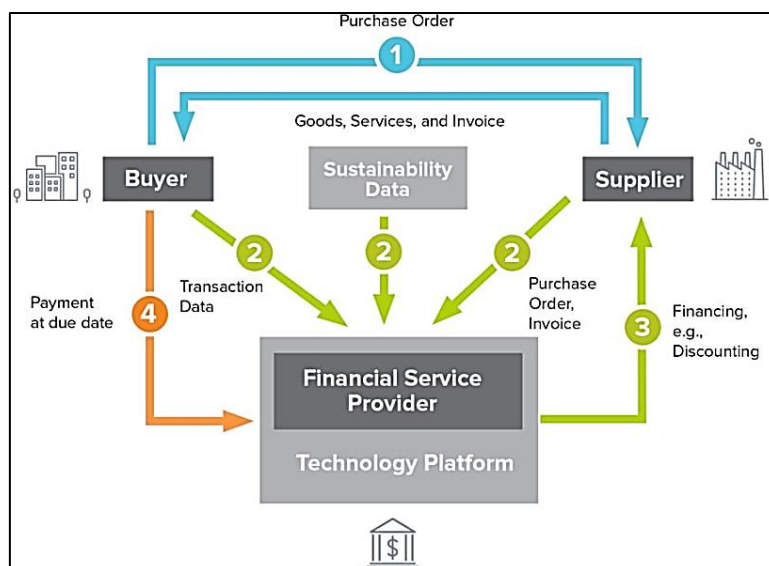 Purchase Order
1
Goods, Services, and Invoice
Buyer
Sustainability
Data
Supplier
2
2
2
Payment
at due date
4
Transaction
Data
Purchase
Order,
Invoice
3
Financing,
e.g.,
Discounting
Financial Service
Provider
Technology Platform
$